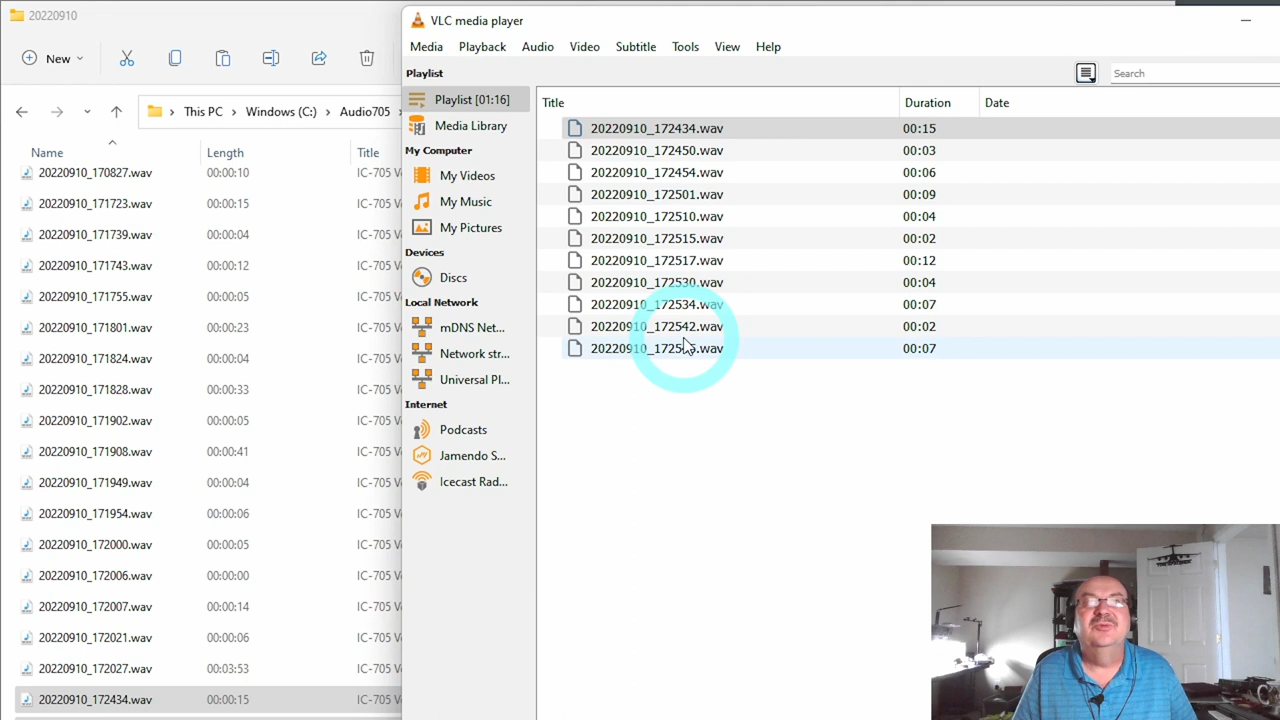 20220910
New
This PC
Windows (C:)
Audio705
Name
Length
Title
20220910_170827.wav 00:00:10 IC-705 V
20220910_171723.wav 00:00:15 IC-705 V
20220910_171739.wav 00:00:04 IC-705 V
20220910_171743.wav 00:00:12 IC-705 V
20220910_171755.wav 00:00:05 IC-705 V
20220910_171801.wav 00:00:23 IC-705 V
20220910_171824.wav 00:00:04 IC-705 V
20220910_171828.wav 00:00:33 IC-705 V
20220910_171902.wav 00:00:05 IC-705 V
20220910_171908.wav 00:00:41 IC-705 V
20220910_171949.wav 00:00:04 IC-705 V
20220910_171954.wav 00:00:06 IC-705 V
20220910_172000.wav 00:00:05 IC-705 V
20220910_172006.wav 00:00:00 IC-705 V
20220910_172007.wav 00:00:14 IC-705 V
20220910_172021.wav 00:00:06 IC-705 V
20220910_172027.wav 00:03:53 IC-705 V
20220910_172434.wav 00:00:15 IC-705 V
VLC media player
Media Playback Audio Video Subtitle Tools View Help
Playlist
Search
Playlist [01:16]
Media Library
My Computer
My Videos
My Music
My Pictures
Devices
Discs
Local Network
mDNS Net...
Network str...
Universal Pl...
Internet
Podcasts
Jamendo S...
Icecast Rad...
Title Duration Date
20220910_172434.wav 00:15
20220910_172450.wav 00:03
20220910_172454.wav 00:06
20220910_172501.wav 00:09
20220910_172510.wav 00:04
20220910_172515.wav 00:02
20220910_172517.wav 00:12
20220910_172530.wav 00:04
20220910_172534.wav 00:07
20220910_172542.wav 00:02
00:07